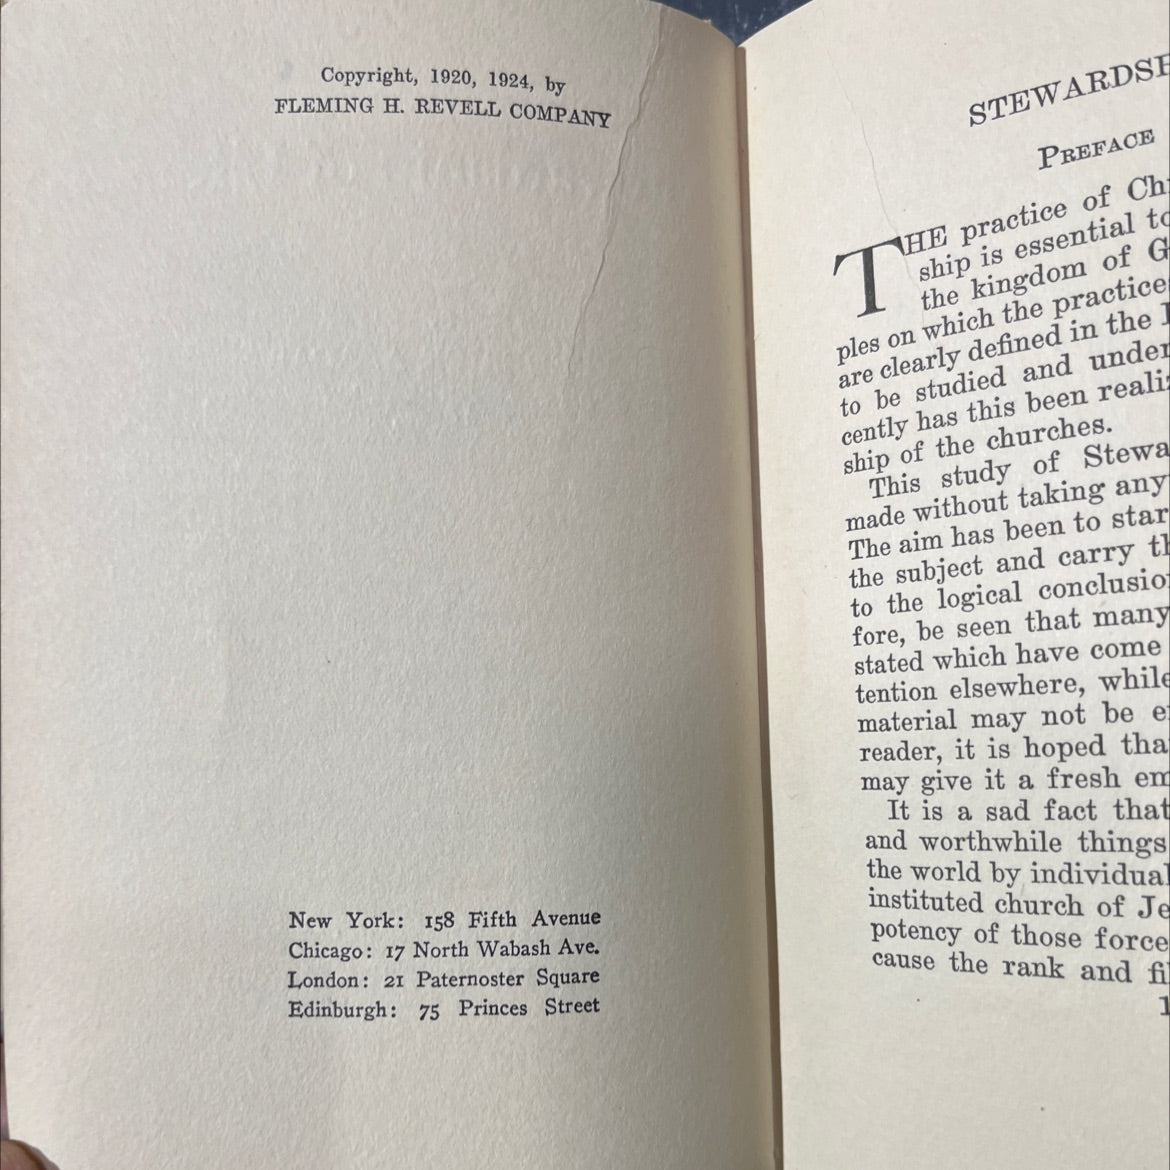 Copyright, 1920, 1924, by
FLEMING H. REVELL COMPANY
New York: 158 Fifth Avenue
Chicago: 17 North Wabash Ave.
London: 21 Paternoster Square
Edinburgh: 75 Princes Street
PREFACE
THE practice of
ship is essential
the kingdom of
ples on which the
are clearly defined in the
to be studied and
cently has this been
ship of the churches.
This study of
made without taking
The aim has been to
the subject and carry
to the logical
fore, be seen that many
stated which have come
tention elsewhere,
material may not be
reader, it is hoped
may give it a fresh
It is a sad fact that
and worthwhile things
the world by
instituted church of
potency of those
cause the rank and